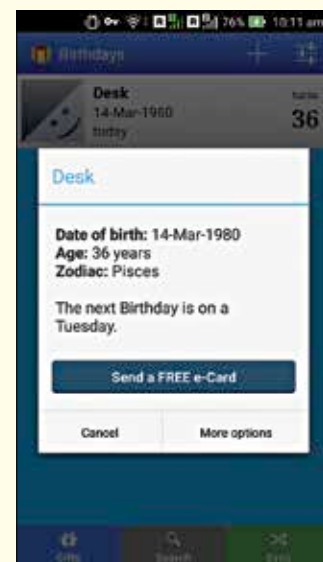 76% 10:11 am
Birthdays
Desk
14-Mar-1980
today
turns
36
Desk
Date of birth: 14-Mar-1980
Age: 36 years
Zodiac: Pisces
The next Birthday is on a
Tuesday.
Send a FREE e-Card
Cancel
More options
Gifts
Search